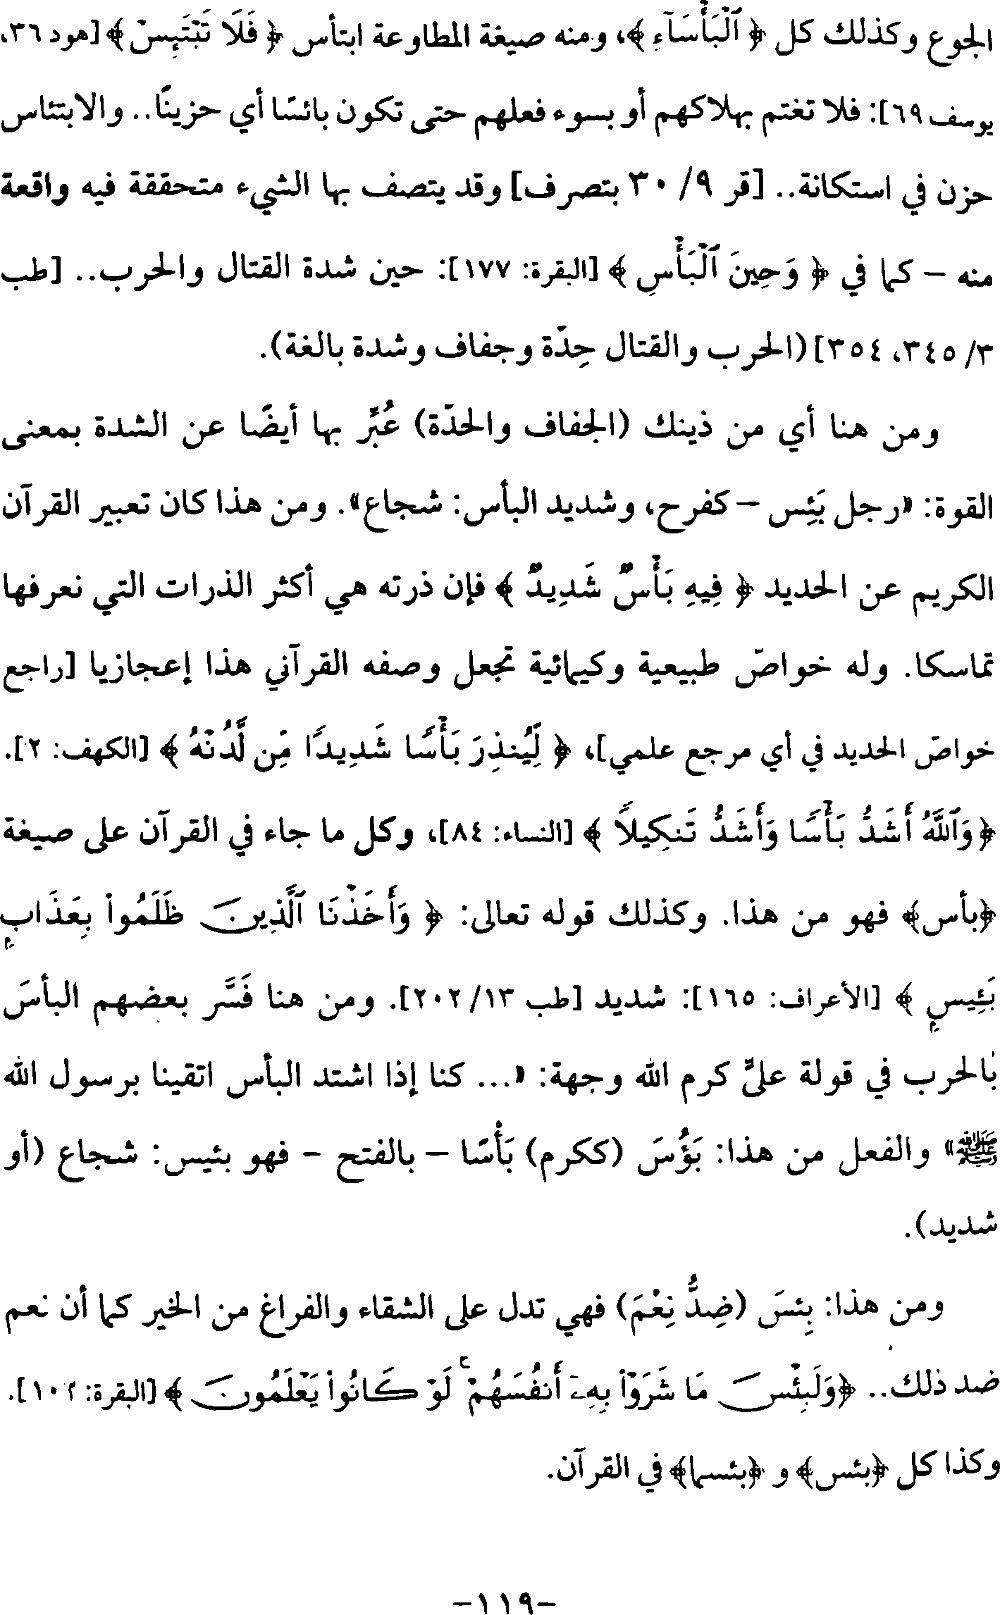 الجوع وكذلك كل ﴿ ٱلْبَأْسَآءِ ﴾، ومنه صيغة المطاوعة ابتأس ﴿ فَلَا تَبْتَئِسْ ﴾ [هود ٣٦،
يوسف ٦٩]: فلا تغتم بهلاكهم أو بسوء فعلهم حتى تكون بائسًا أي حزينًا.. والابتئاس
حزن في استكانة.. [قر ٩/ ٣٠ بتصرف] وقد يتصف بها الشيء متحققة فيه واقعة
منه – كما في ﴿ وَحِينَ ٱلْبَأْسِ ﴾ [البقرة: ١٧٧]: حين شدة القتال والحرب.. [طب
٣/ ٣٤٥، ٣٥٤] (الحرب والقتال حِدّة وجفاف وشدة بالغة).
ومن هنا أي من ذينك (الجفاف والحدّة) عُبِّر بها أيضًا عن الشدة بمعنى
القوة: «رجل بَئِس – كفرح، وشديد البأس: شجاع». ومن هذا كان تعبير القرآن
الكريم عن الحديد ﴿ فِيهِ بَأْسٌ شَدِيدٌ ﴾ فإن ذرته هي أكثر الذرات التي نعرفها
تماسكا. وله خواصّ طبيعية وكيمائية تجعل وصفه القرآني هذا إعجازيا [راجع
خواصّ الحديد في أي مرجع علمي]، ﴿ لِّيُنذِرَ بَأْسًا شَدِيدًا مِّن لَّدُنْهُ ﴾ [الكهف: ٢].
﴿وَٱللَّهُ أَشَدُّ بَأْسًا وَأَشَدُّ تَنكِيلًا ﴾ [النساء: ٨٤]، وكل ما جاء في القرآن على صيغة
﴿بأس﴾ فهو من هذا. وكذلك قوله تعالى: ﴿ وَأَخَذْنَا ٱلَّذِينَ ظَلَمُوا۟ بِعَذَابٍۭ
بَئِيسٍۭ ﴾ [الأعراف: ١٦٥]: شديد [طب ١٣/ ٢٠٢]. ومن هنا فَسَّر بعضهم البأسَ
بالحرب في قولة عليٍّ كرم الله وجهة: «... كنا إذا اشتد البأس اتقينا برسول الله
ﷺ» والفعل من هذا: بَؤُسَ (ككرم) بَأْسًا – بالفتح – فهو بئيس: شجاع (أو
شديد).
ومن هذا: بِئسَ (ضِدُّ نِعْمَ) فهي تدل على الشقاء والفراغ من الخير كما أن نعم
ضد ذلك.. ﴿وَلَبِئْسَ مَا شَرَوْا۟ بِهِۦٓ أَنفُسَهُمْ ۚ لَوْ كَانُوا۟ يَعْلَمُونَ ﴾ [البقرة: ١٠٢].
وكذا كل ﴿بئس﴾ و ﴿بئسما﴾ في القرآن.
-١١٩-